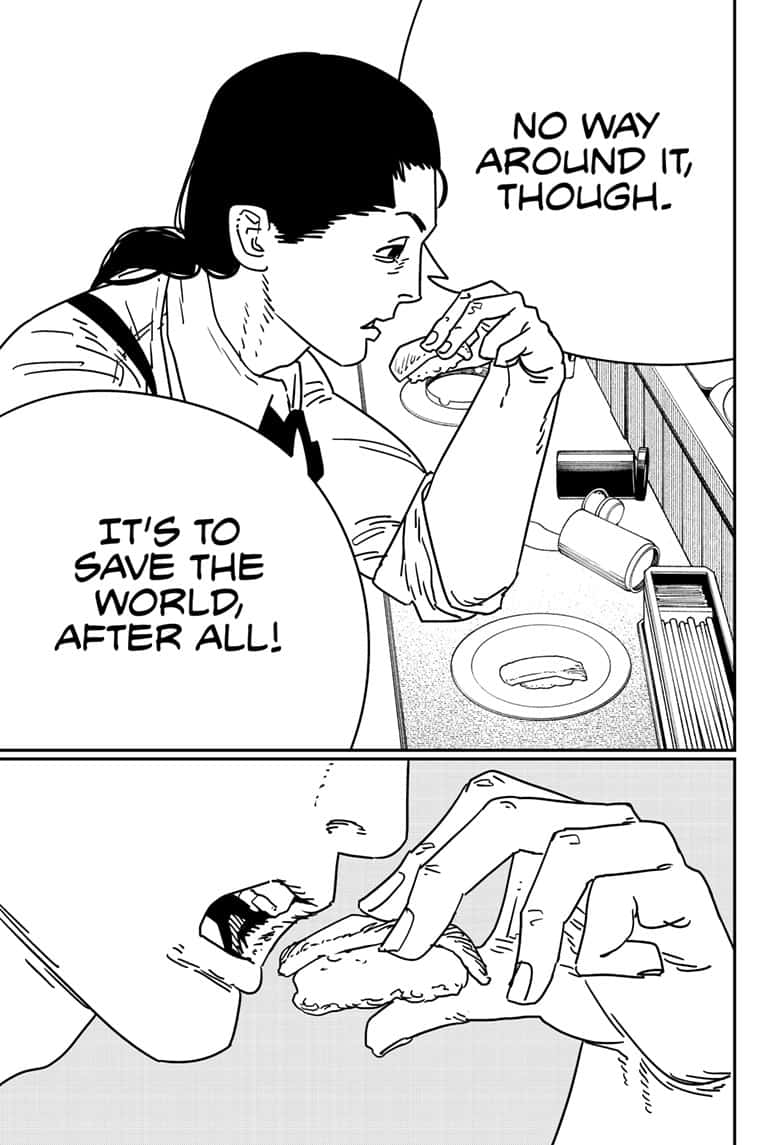 NO WAY
AROUND IT,
THOUGH.
IT'S TO
SAVE THE
WORLD,
AFTER ALL!